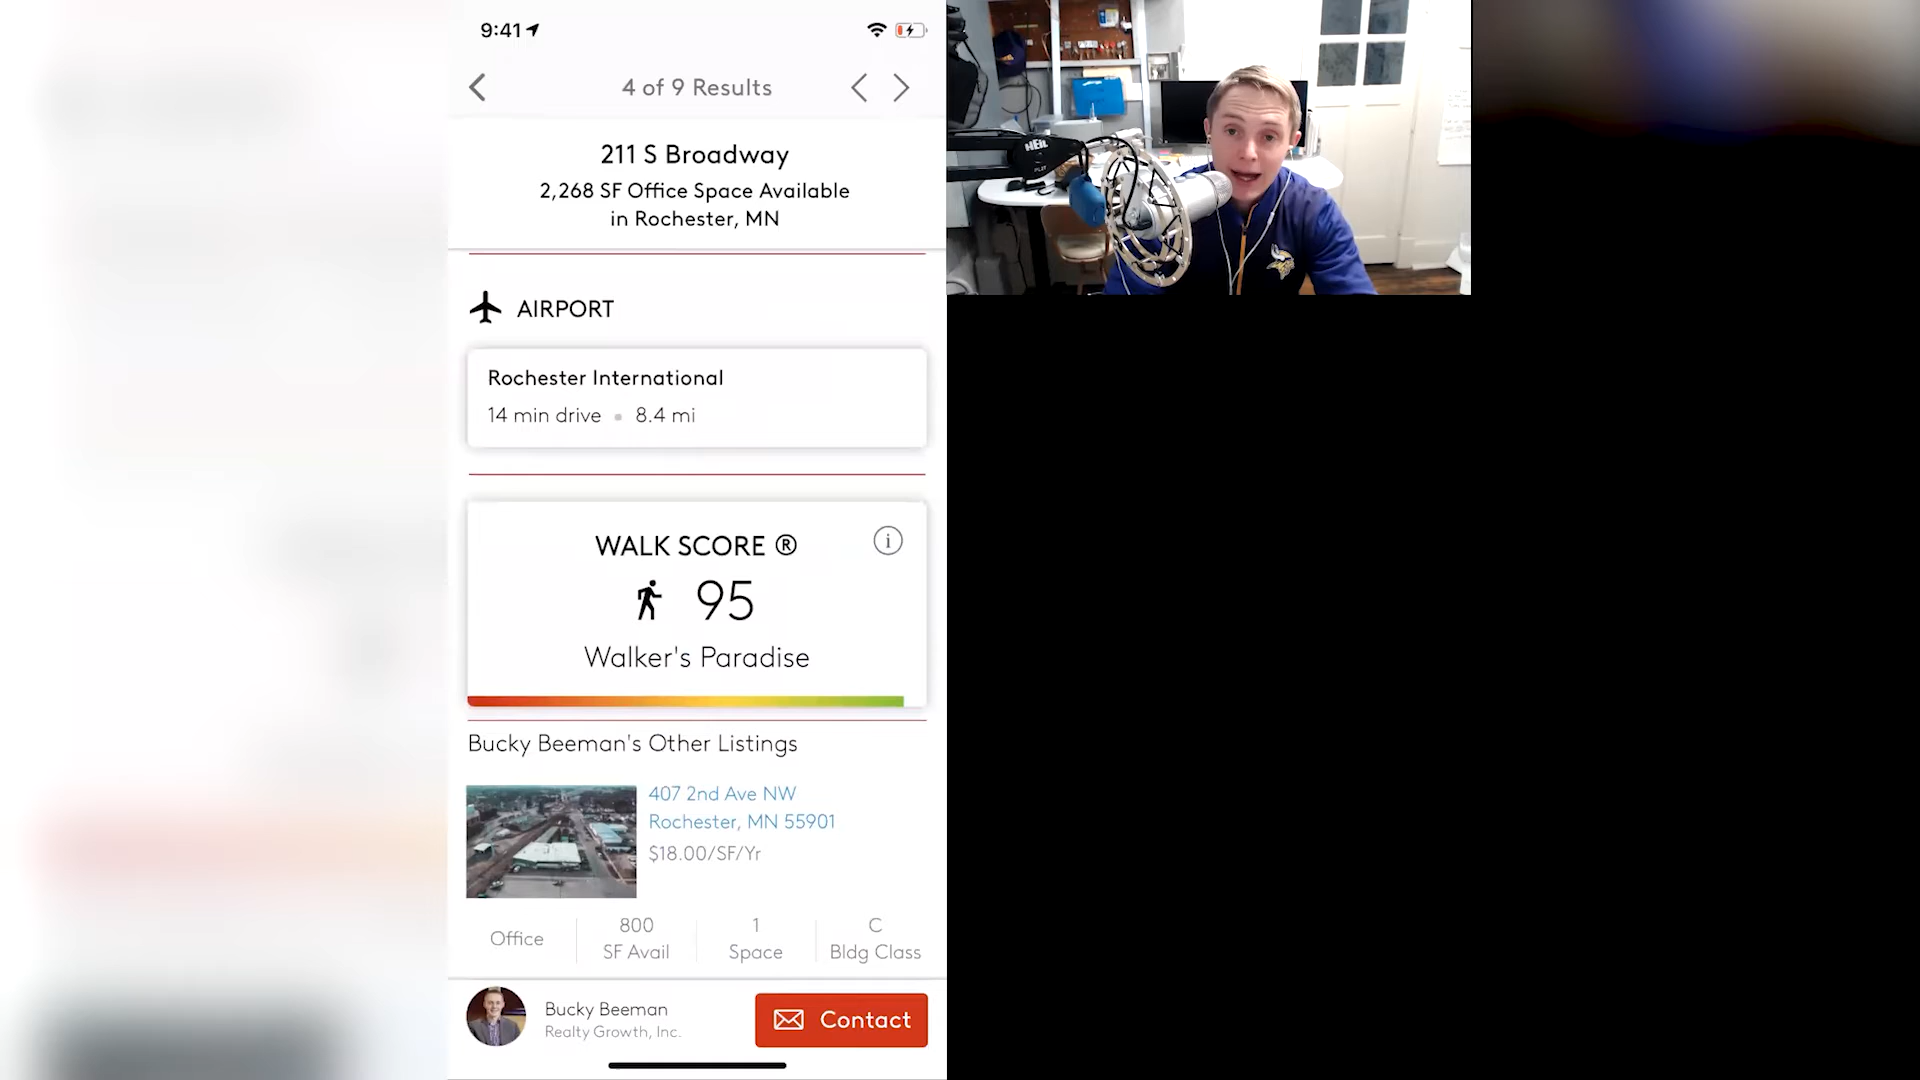 9:41
4 of 9 Results
211 S Broadway
2,268 SF Office Space Available
in Rochester, MN
AIRPORT
Rochester International
14 min drive • 8.4 mi
WALK SCORE ®
95
Walker's Paradise
Bucky Beeman's Other Listings
407 2nd Ave NW
Rochester, MN 55901
$18.00/SF/Yr
Office
800
SF Avail
1
Space
C
Bldg Class
Bucky Beeman
Realty Growth, Inc.
Contact
HEIL